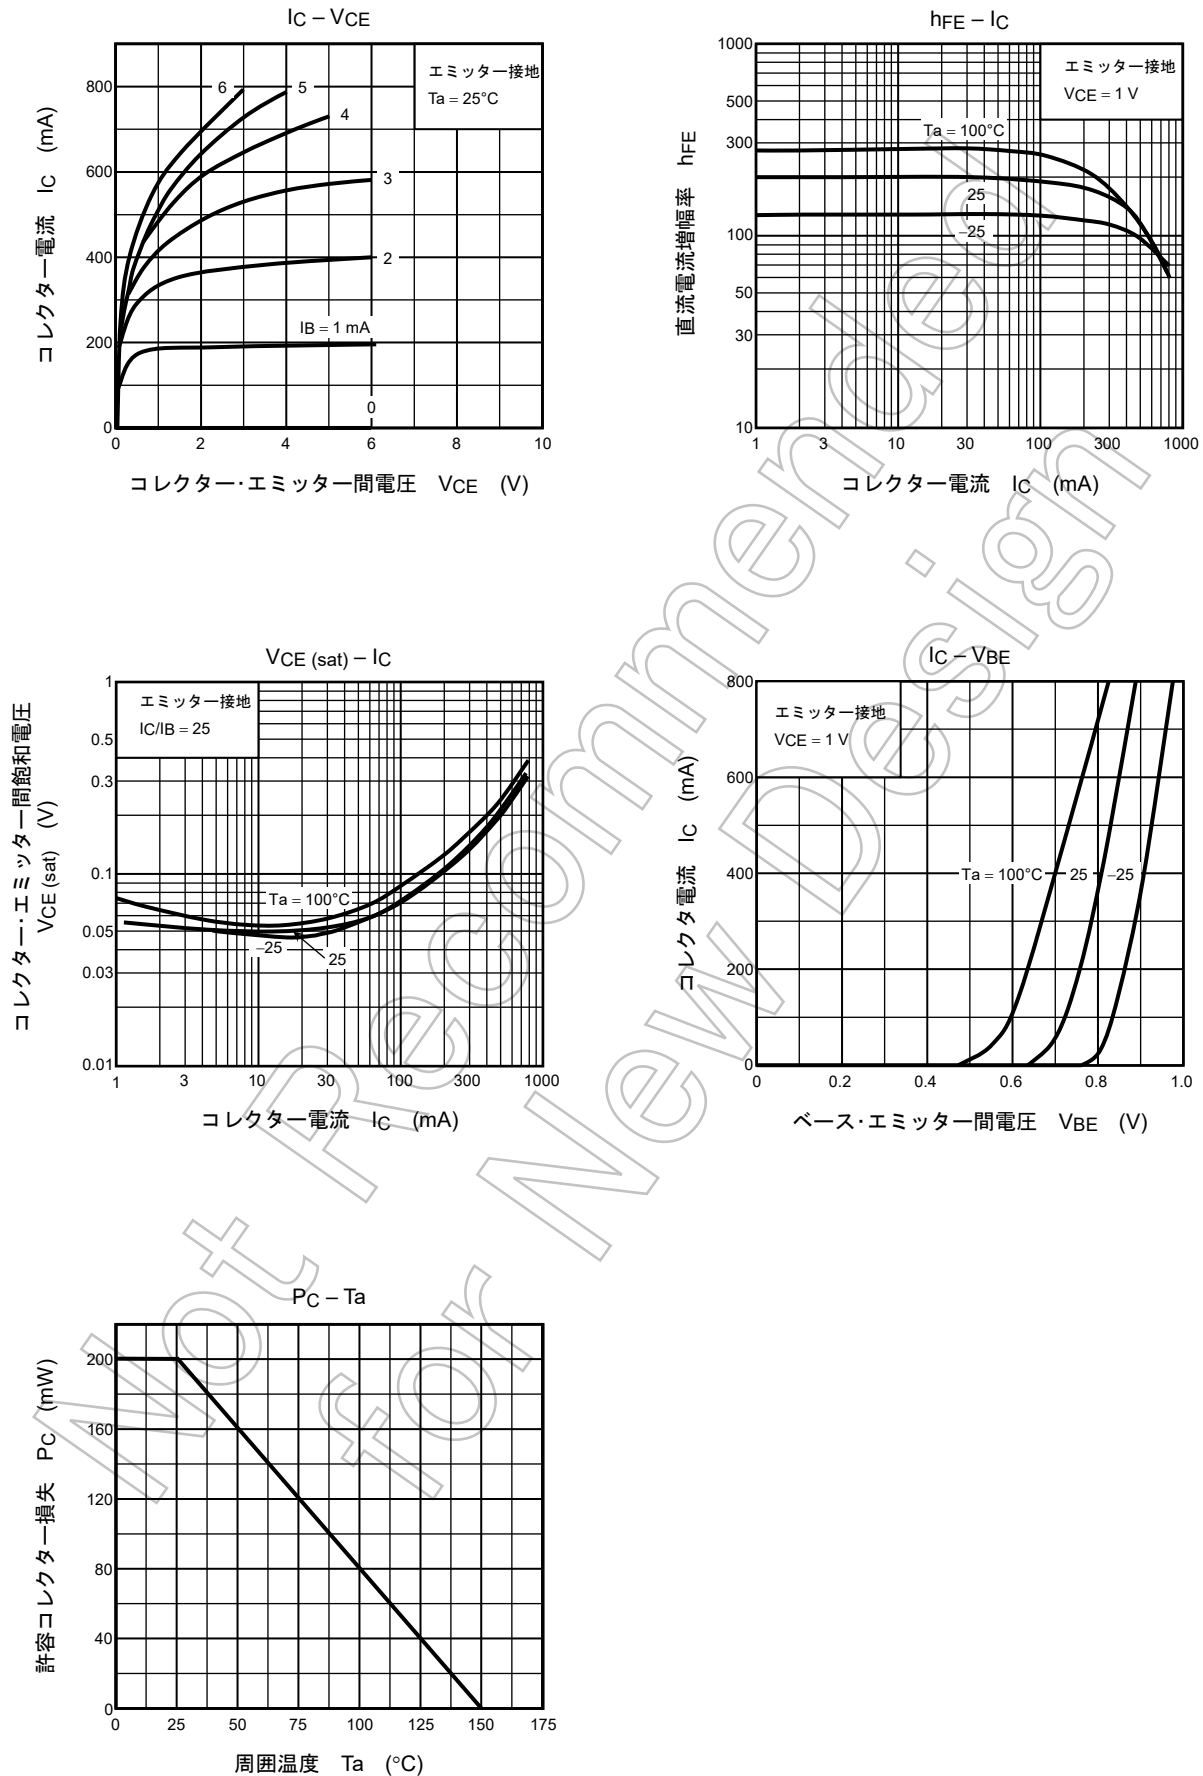 IC – VCE
コレクター電流 IC (mA)
800
600
400
200
0
0
2
4
6
8
10
エミッター接地
Ta = 25°C
6
5
4
3
2
IB = 1 mA
0
コレクター・エミッター間電圧 VCE (V)
hFE – IC
直流電流増幅率 hFE
1000
500
300
100
50
30
10
1
3
10
30
100
300
1000
エミッター接地
VCE = 1 V
Ta = 100°C
25
−25
コレクター電流 IC (mA)
VCE (sat) – IC
コレクター・エミッター間飽和電圧
VCE (sat) (V)
1
0.5
0.3
0.1
0.05
0.03
0.01
1
3
10
30
100
300
1000
エミッター接地
IC/IB = 25
Ta = 100°C
−25
25
コレクター電流 IC (mA)
IC – VBE
コレクタ電流 IC (mA)
800
600
400
200
0
0
0.2
0.4
0.6
0.8
1.0
エミッター接地
VCE = 1 V
Ta = 100°C
25
−25
ベース・エミッター間電圧 VBE (V)
PC – Ta
許容コレクター損失 PC (mW)
200
160
120
80
40
0
0
25
50
75
100
125
150
175
周囲温度 Ta (°C)
Not Recommended
for New Design